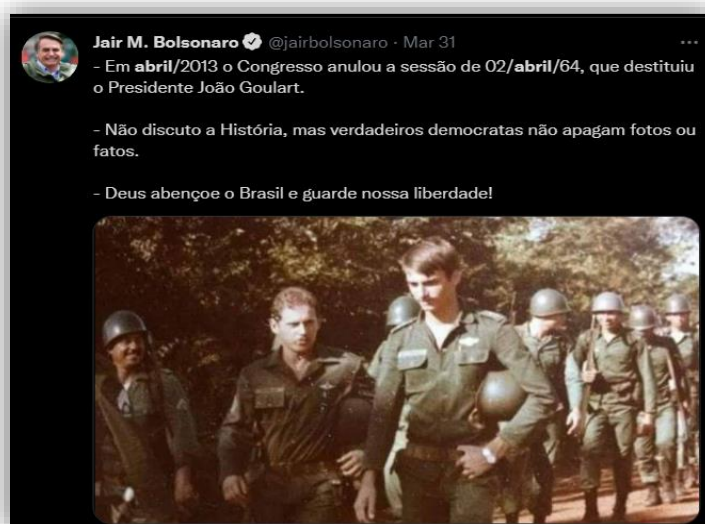 Jair M. Bolsonaro @jairbolsonaro · Mar 31 ...
- Em abril/2013 o Congresso anulou a sessão de 02/abril/64, que destituiu
o Presidente João Goulart.
- Não discuto a História, mas verdadeiros democratas não apagam fotos ou
fatos.
- Deus abençoe o Brasil e guarde nossa liberdade!